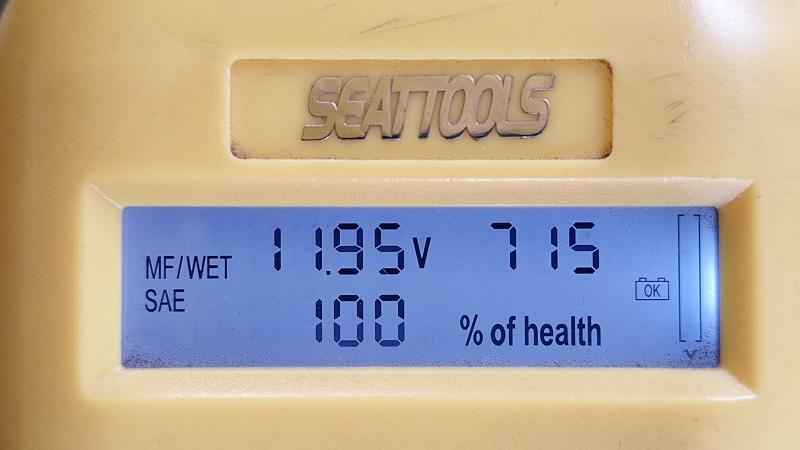 SEATTOOLS
MF/WET 11.95V 715
SAE 100 % of health
OK